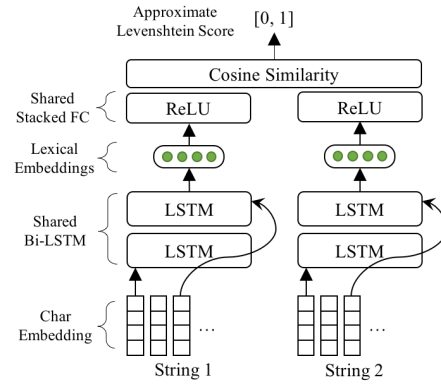 Approximate
Levenshtein Score
[0, 1]
Cosine Similarity
Shared
Stacked FC
ReLU
ReLU
Lexical
Embeddings
Shared
Bi-LSTM
LSTM
LSTM
LSTM
LSTM
Char
Embedding
...
...
String 1
String 2